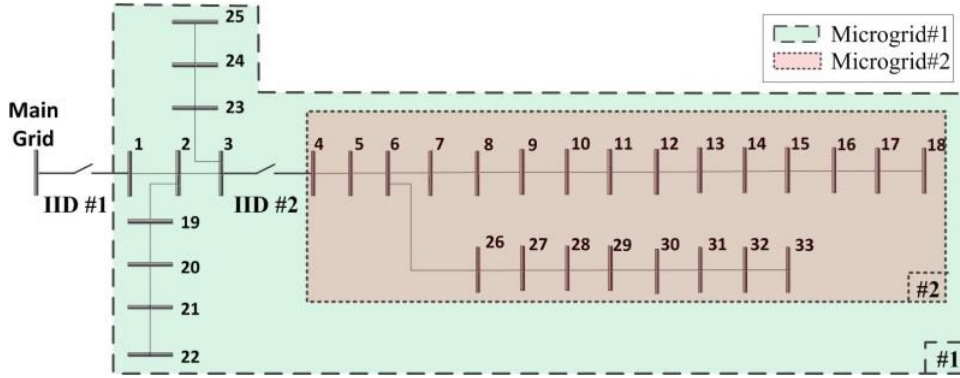 25
24
23
Microgrid#1
Microgrid#2
Main
Grid
1 2 3 4 5 6 7 8 9 10 11 12 13 14 15 16 17 18
IID #1
IID #2
19
20
21
22
26 27 28 29 30 31 32 33
#2
#1